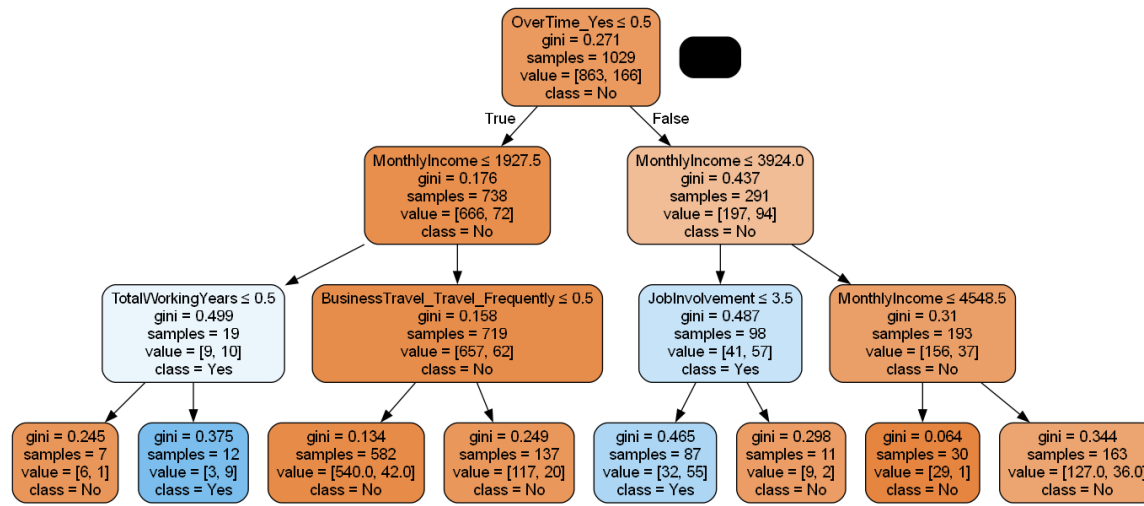 OverTime_Yes ≤ 0.5
gini = 0.271
samples = 1029
value = [863, 166]
class = No
True
False
MonthlyIncome ≤ 1927.5
gini = 0.176
samples = 738
value = [666, 72]
class = No
MonthlyIncome ≤ 3924.0
gini = 0.437
samples = 291
value = [197, 94]
class = No
TotalWorkingYears ≤ 0.5
gini = 0.499
samples = 19
value = [9, 10]
class = Yes
BusinessTravel_Travel_Frequently ≤ 0.5
gini = 0.158
samples = 719
value = [657, 62]
class = No
JobInvolvement ≤ 3.5
gini = 0.487
samples = 98
value = [41, 57]
class = Yes
MonthlyIncome ≤ 4548.5
gini = 0.31
samples = 193
value = [156, 37]
class = No
gini = 0.245
samples = 7
value = [6, 1]
class = No
gini = 0.375
samples = 12
value = [3, 9]
class = Yes
gini = 0.134
samples = 582
value = [540.0, 42.0]
class = No
gini = 0.249
samples = 137
value = [117, 20]
class = No
gini = 0.465
samples = 87
value = [32, 55]
class = Yes
gini = 0.298
samples = 11
value = [9, 2]
class = No
gini = 0.064
samples = 30
value = [29, 1]
class = No
gini = 0.344
samples = 163
value = [127.0, 36.0]
class = No